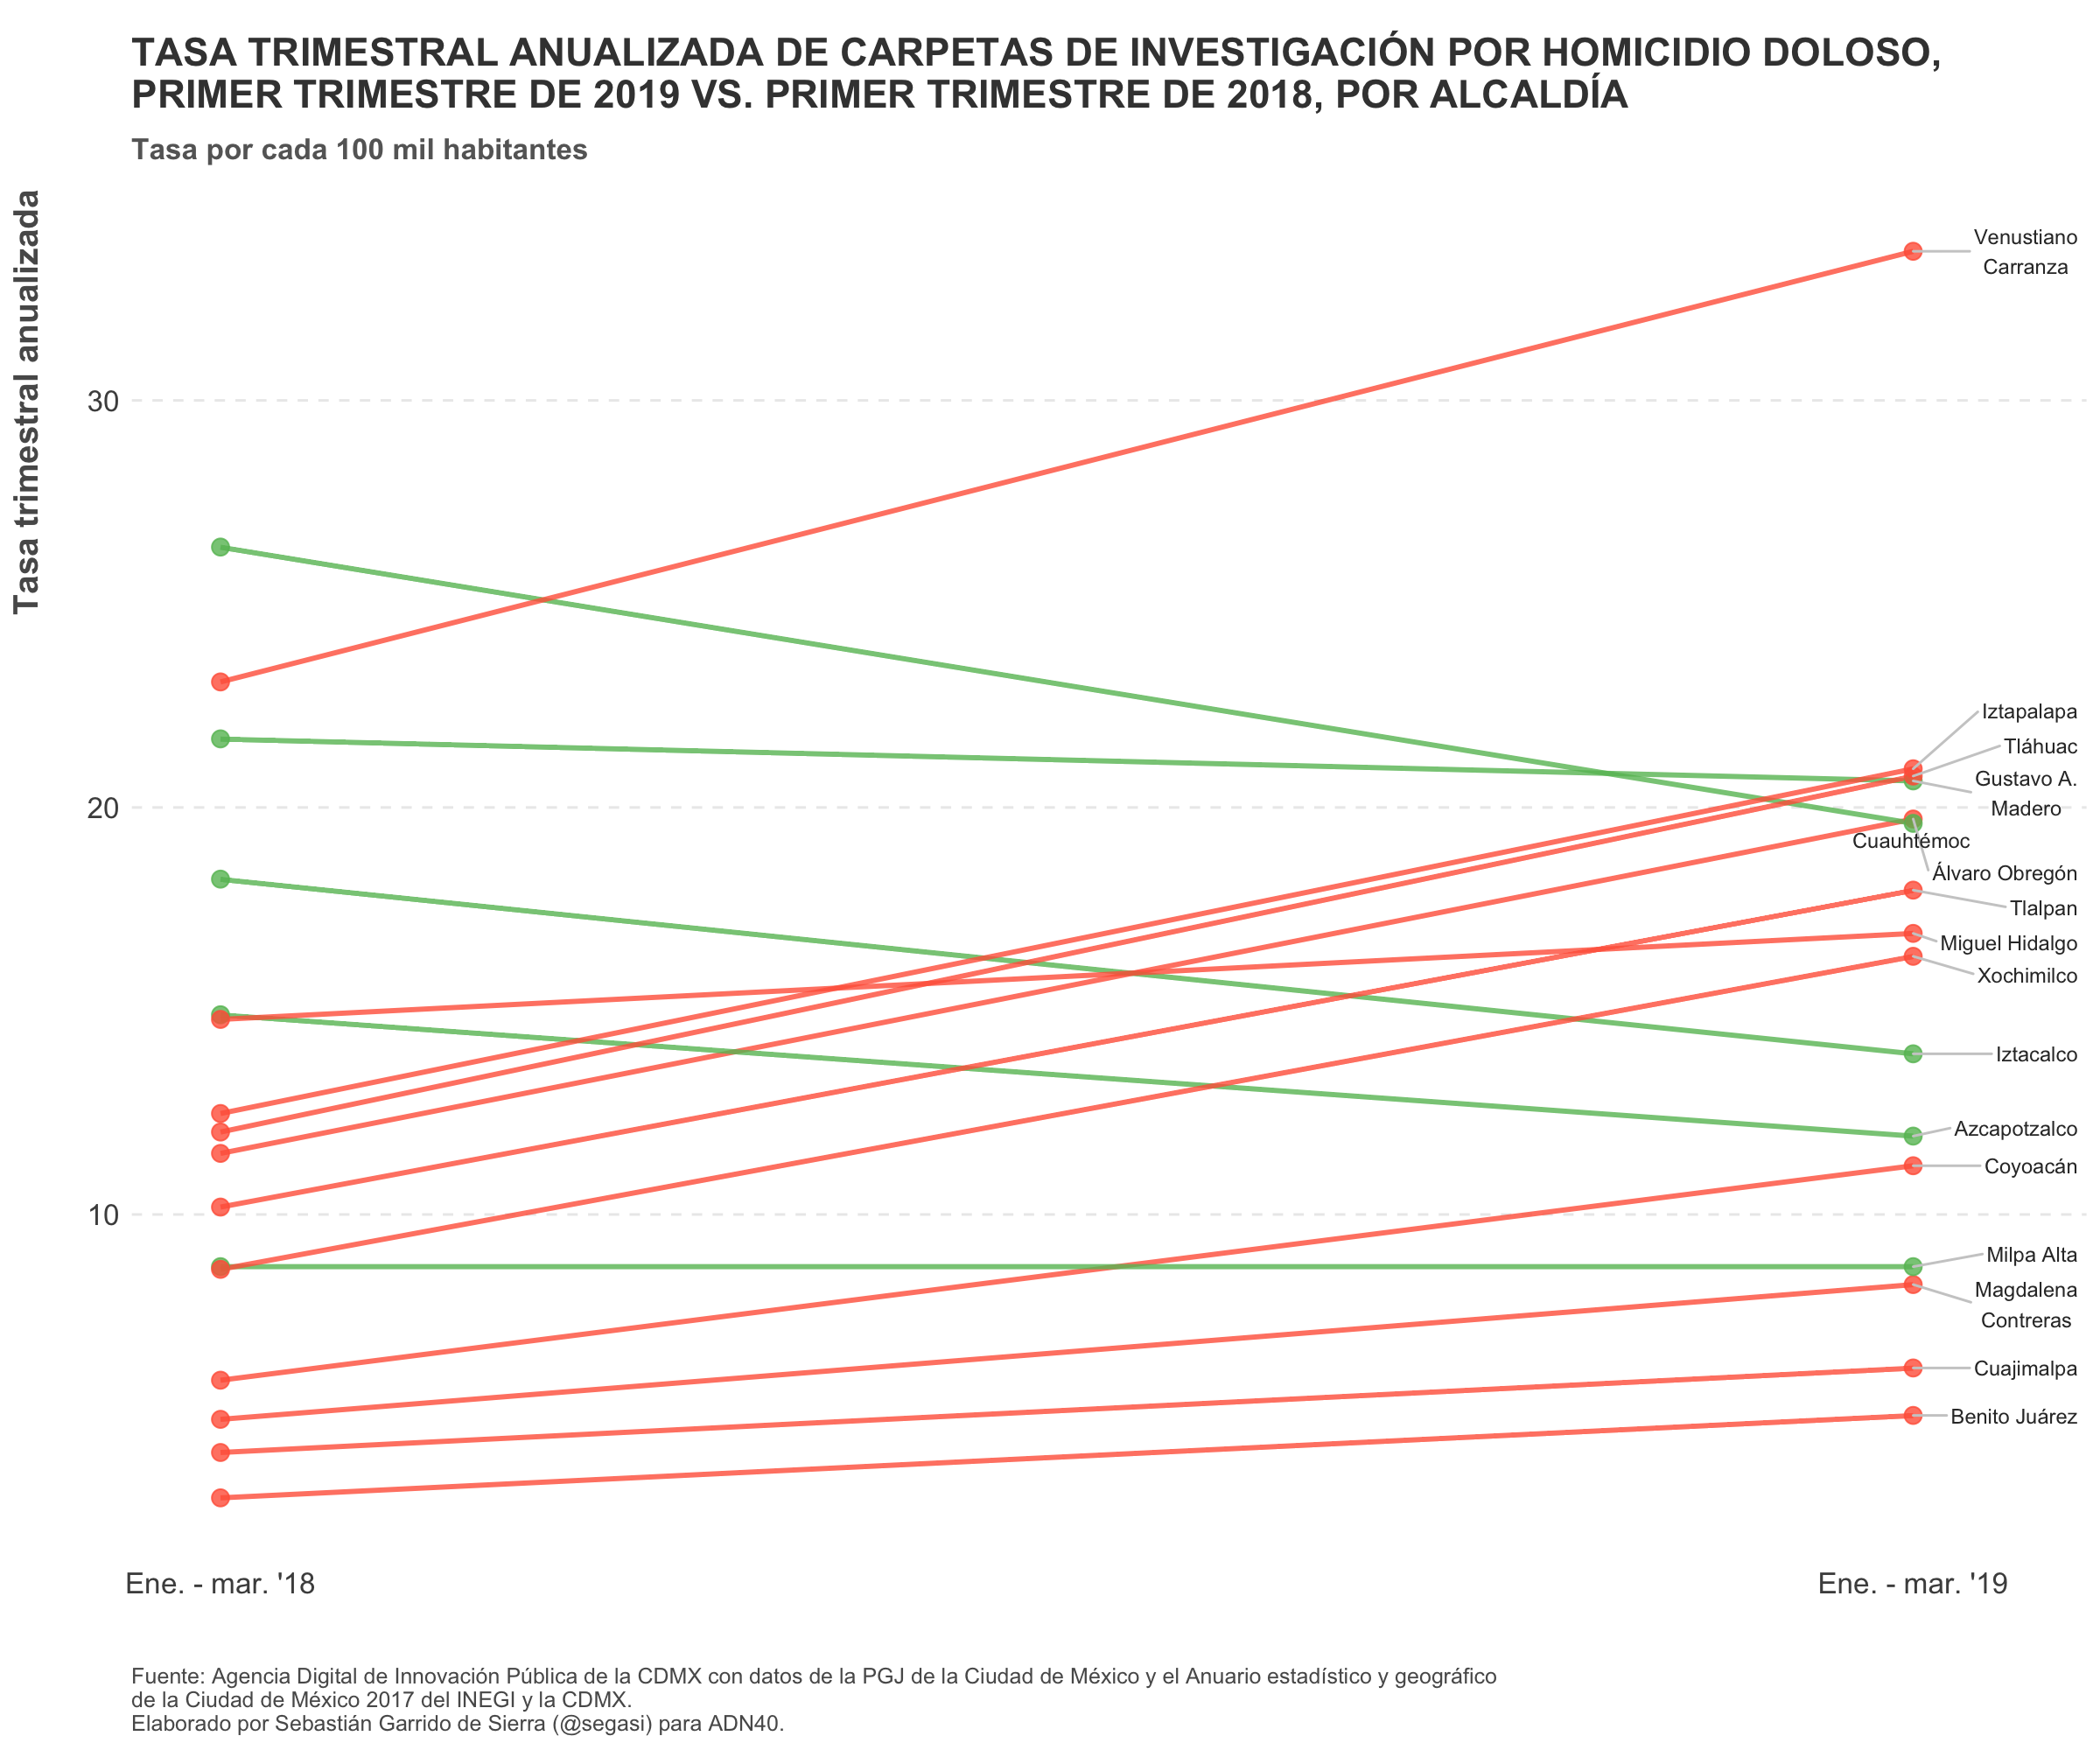 TASA TRIMESTRAL ANUALIZADA DE CARPETAS DE INVESTIGACIÓN POR HOMICIDIO DOLOSO,
PRIMER TRIMESTRE DE 2019 VS. PRIMER TRIMESTRE DE 2018, POR ALCALDÍA
Tasa por cada 100 mil habitantes
Tasa trimestral anualizada
30
20
10
Venustiano
Carranza
Iztapalapa
Tláhuac
Gustavo A.
Madero
Cuauhtémoc
Álvaro Obregón
Tlalpan
Miguel Hidalgo
Xochimilco
Iztacalco
Azcapotzalco
Coyoacán
Milpa Alta
Magdalena
Contreras
Cuajimalpa
Benito Juárez
Ene. - mar. '18
Ene. - mar. '19
Fuente: Agencia Digital de Innovación Pública de la CDMX con datos de la PGJ de la Ciudad de México y el Anuario estadístico y geográfico
de la Ciudad de México 2017 del INEGI y la CDMX.
Elaborado por Sebastián Garrido de Sierra (@segasi) para ADN40.